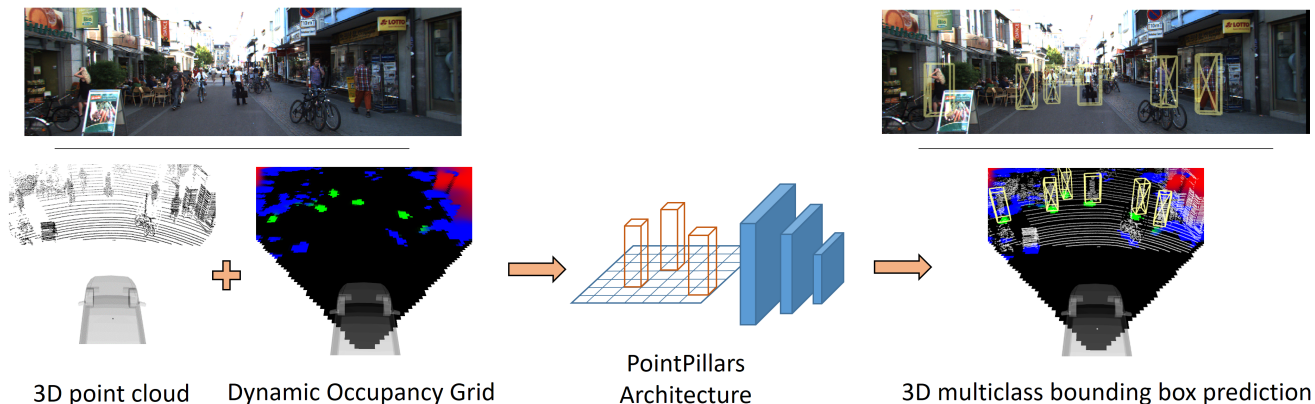 LOTTO
LOTTO
3D point cloud
Dynamic Occupancy Grid
PointPillars
Architecture
3D multiclass bounding box prediction